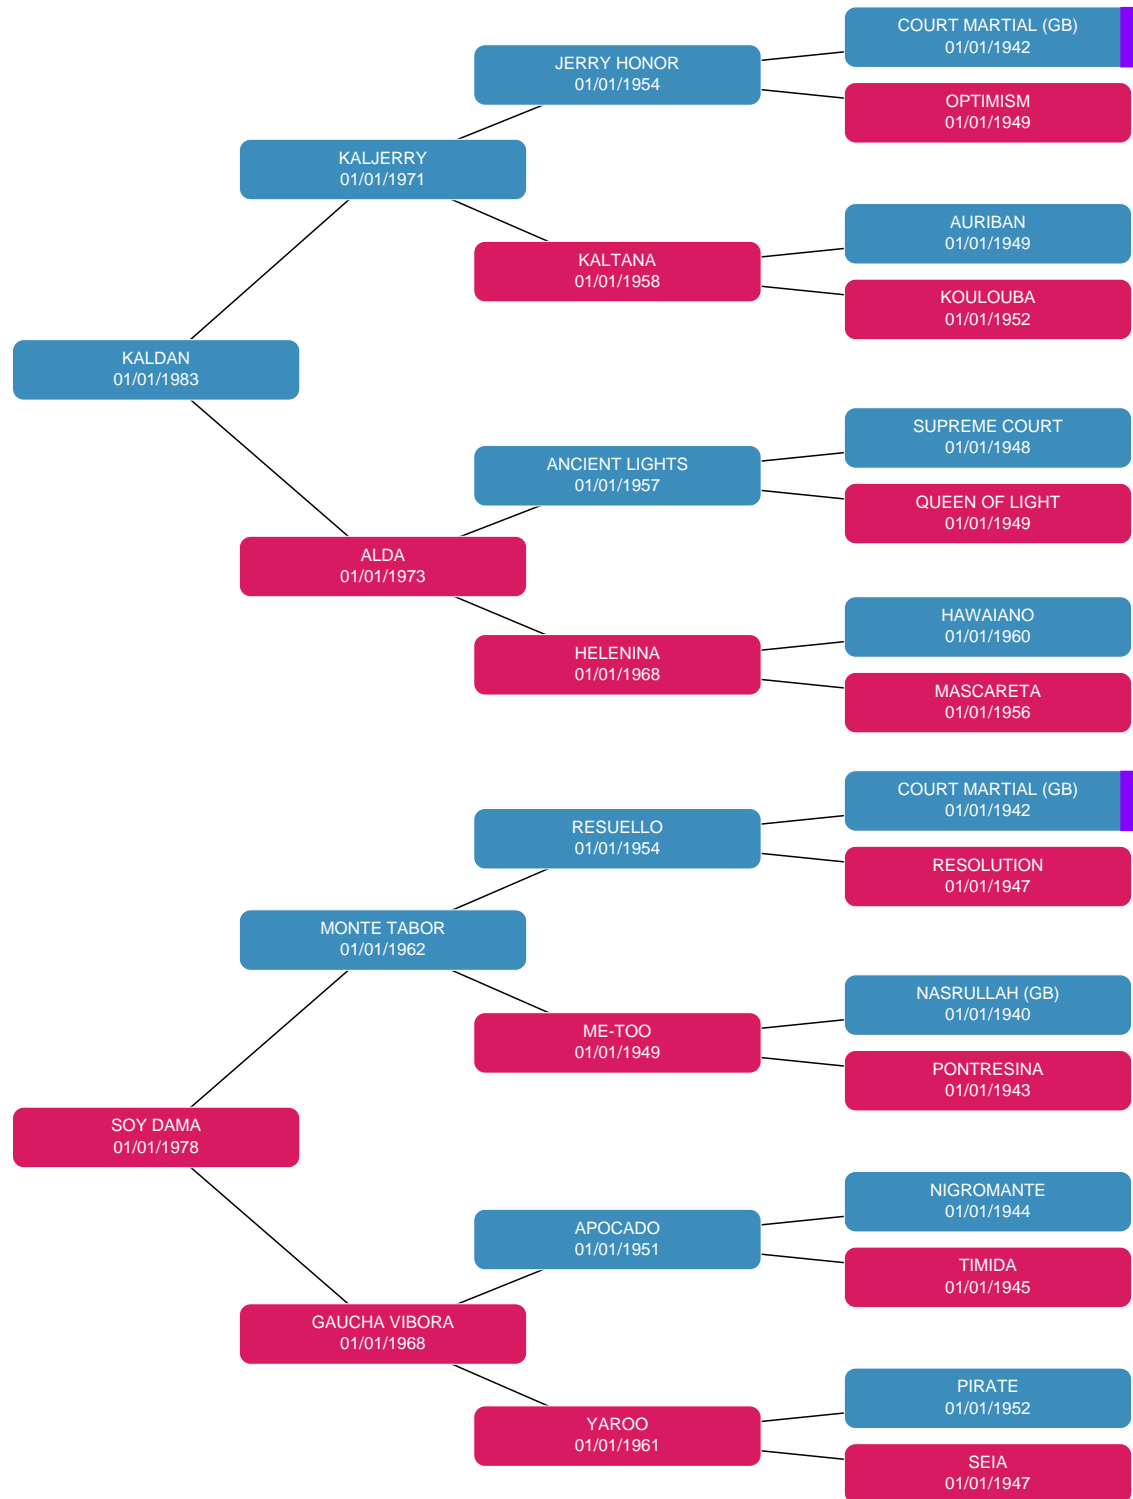 COURT MARTIAL (GB)
01/01/1942
JERRY HONOR
01/01/1954
OPTIMISM
01/01/1949
KALJERRY
01/01/1971
AURIBAN
01/01/1949
KALTANA
01/01/1958
KOULOUBA
01/01/1952
KALDAN
01/01/1983
SUPREME COURT
01/01/1948
ANCIENT LIGHTS
01/01/1957
QUEEN OF LIGHT
01/01/1949
ALDA
01/01/1973
HAWAIANO
01/01/1960
HELENINA
01/01/1968
MASCARETA
01/01/1956
COURT MARTIAL (GB)
01/01/1942
RESUELLO
01/01/1954
RESOLUTION
01/01/1947
MONTE TABOR
01/01/1962
NASRULLAH (GB)
01/01/1940
ME-TOO
01/01/1949
PONTRESINA
01/01/1943
SOY DAMA
01/01/1978
NIGROMANTE
01/01/1944
APOCADO
01/01/1951
TIMIDA
01/01/1945
GAUCHA VIBORA
01/01/1968
PIRATE
01/01/1952
YAROO
01/01/1961
SEIA
01/01/1947